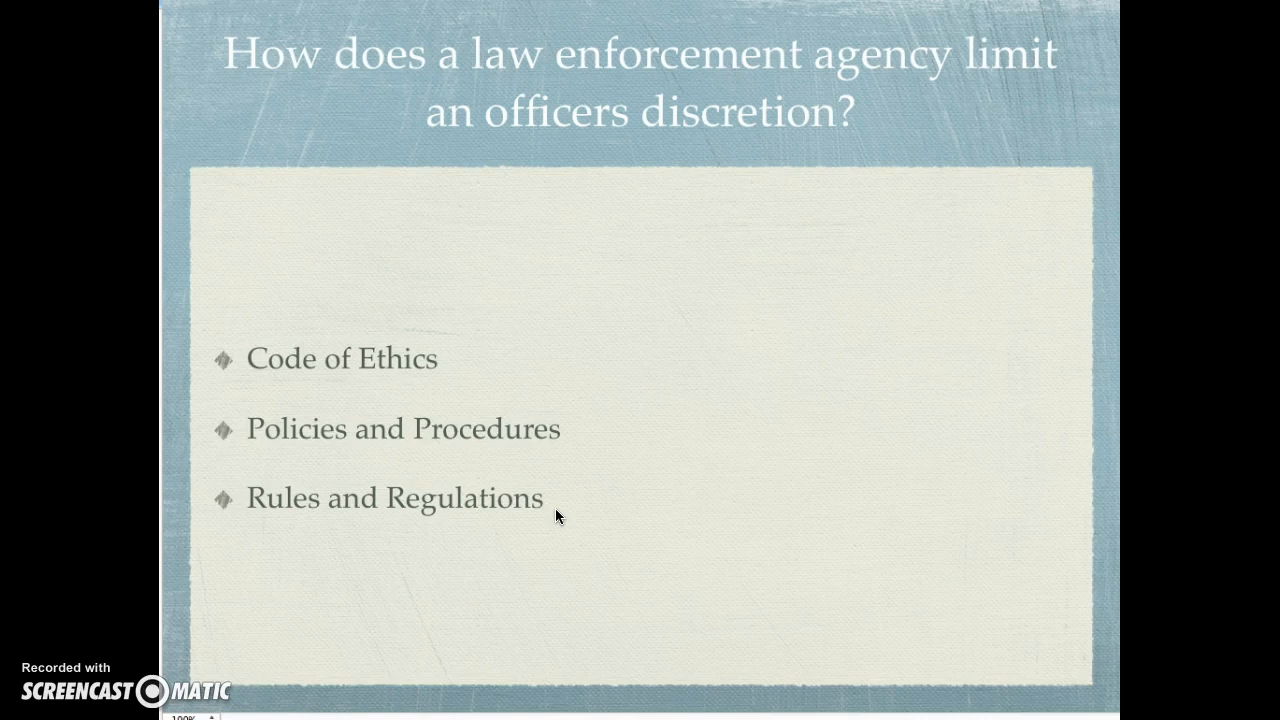 How does a law enforcement agency limit
an officers discretion?
Code of Ethics
Policies and Procedures
Rules and Regulations
Recorded with
SCREENCAST MATIC
100%